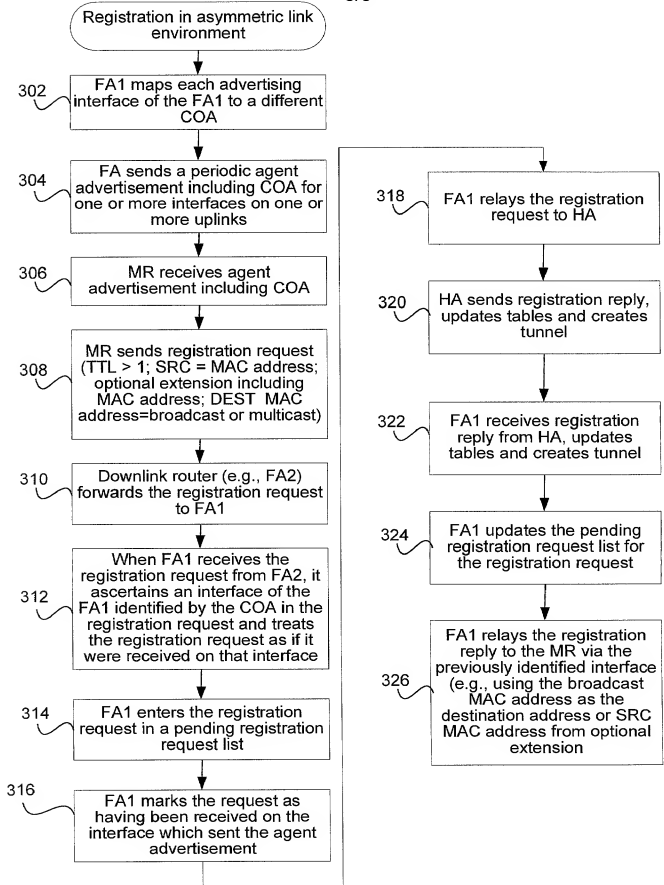 Registration in asymmetric link
environment
302
FA1 maps each advertising
interface of the FA1 to a different
COA
304
FA sends a periodic agent
advertisement including COA for
one or more interfaces on one or
more uplinks
306
MR receives agent
advertisement including COA
308
MR sends registration request
(TTL > 1; SRC = MAC address;
optional extension including
MAC address; DEST MAC
address=broadcast or multicast)
310
Downlink router (e.g., FA2)
forwards the registration request
to FA1
312
When FA1 receives the
registration request from FA2, it
ascertains an interface of the
FA1 identified by the COA in the
registration request and treats
the registration request as if it
were received on that interface
314
FA1 enters the registration
request in a pending registration
request list
316
FA1 marks the request as
having been received on the
interface which sent the agent
advertisement
318
FA1 relays the registration
request to HA
320
HA sends registration reply,
updates tables and creates
tunnel
322
FA1 receives registration
reply from HA, updates
tables and creates tunnel
324
FA1 updates the pending
registration request list for
the registration request
326
FA1 relays the registration
reply to the MR via the
previously identified interface
(e.g., using the broadcast
MAC address as the
destination address or SRC
MAC address from optional
extension